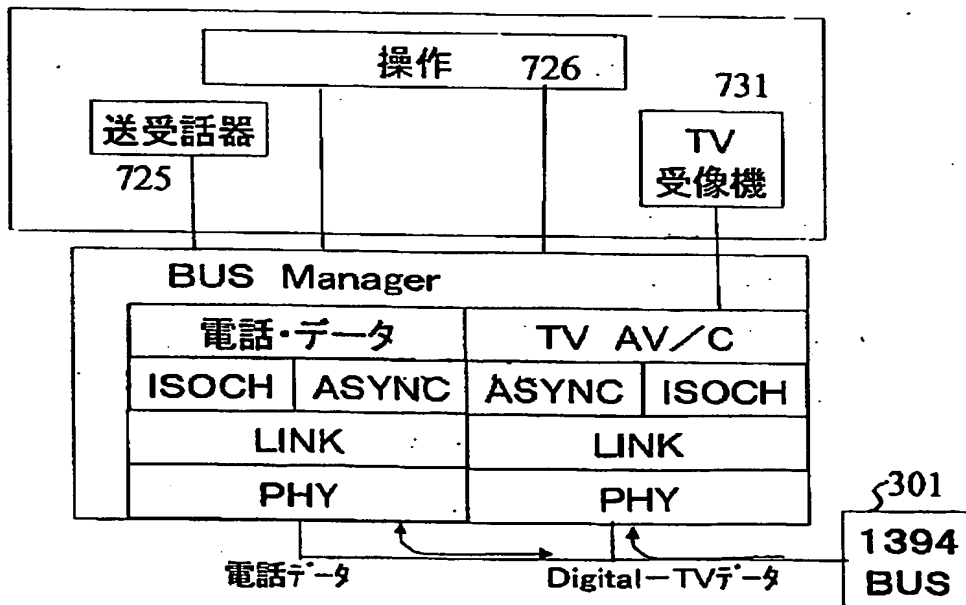 操作 726
731
送受話器
725
TV
受像機
BUS Manager
電話・データ
TV AV／C
ISOCH
ASYNC
ASYNC
ISOCH
LINK
LINK
PHY
PHY
301
1394
BUS
電話データ
Digital－TVデータ